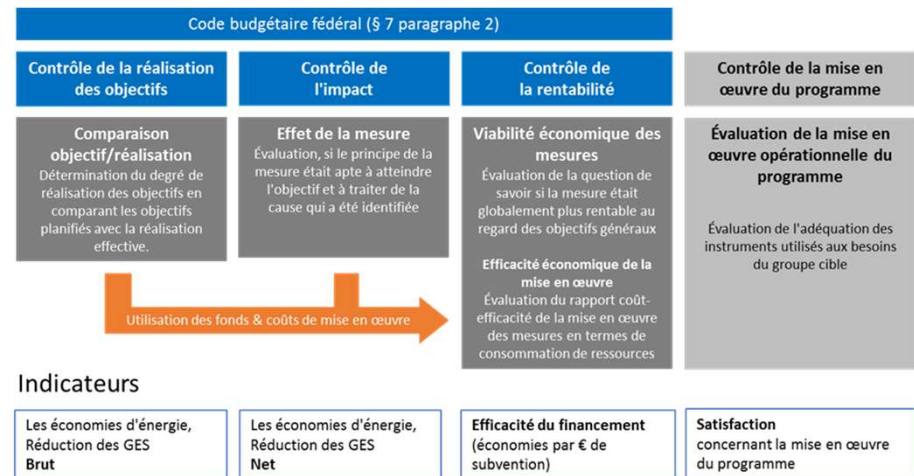 Code budgétaire fédéral (§ 7 paragraphe 2)
Contrôle de la réalisation
des objectifs
Contrôle de
l'impact
Contrôle de
la rentabilité
Contrôle de la mise en
œuvre du programme
Comparaison
objectif/réalisation
Détermination du degré de
réalisation des objectifs en
comparant les objectifs
planifiés avec la réalisation
effective.
Effet de la mesure
Évaluation, si le principe de la
mesure était apte à atteindre
l'objectif et à traiter de la
cause qui a été identifiée
Viabilité économique des
mesures
Évaluation de la question de
savoir si la mesure était
globalement plus rentable au
regard des objectifs généraux
Efficacité économique de la
mise en œuvre
Évaluation du rapport coût-
efficacité de la mise en œuvre
des mesures en termes de
consommation de ressources
Évaluation de la mise en
œuvre opérationnelle du
programme
Évaluation de l'adéquation des
instruments utilisés aux besoins
du groupe cible
Utilisation des fonds & coûts de mise en œuvre
Indicateurs
Les économies d'énergie,
Réduction des GES
Brut
Les économies d'énergie,
Réduction des GES
Net
Efficacité du financement
(économies par € de
subvention)
Satisfaction
concernant la mise en œuvre
du programme